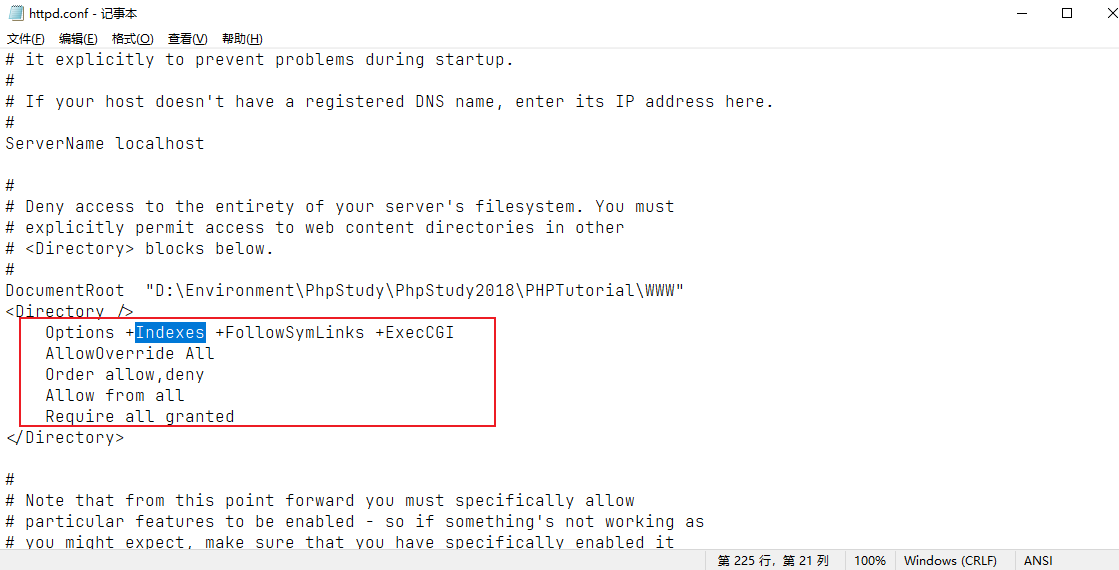 httpd.conf - 记事本
文件(F) 编辑(E) 格式(O) 查看(V) 帮助(H)
# it explicitly to prevent problems during startup.
#
# If your host doesn't have a registered DNS name, enter its IP address here.
#
ServerName localhost
#
# Deny access to the entirety of your server's filesystem. You must
# explicitly permit access to web content directories in other
# <Directory> blocks below.
#
DocumentRoot  "D:\Environment\PhpStudy\PhpStudy2018\PHPTutorial\WWW"
<Directory />
    Options +Indexes +FollowSymLinks +ExecCGI
    AllowOverride All
    Order allow,deny
    Allow from all
    Require all granted
</Directory>
#
# Note that from this point forward you must specifically allow
# particular features to be enabled - so if something's not working as
# you might expect, make sure that you have specifically enabled it
第 225 行，第 21 列 100% Windows (CRLF) ANSI